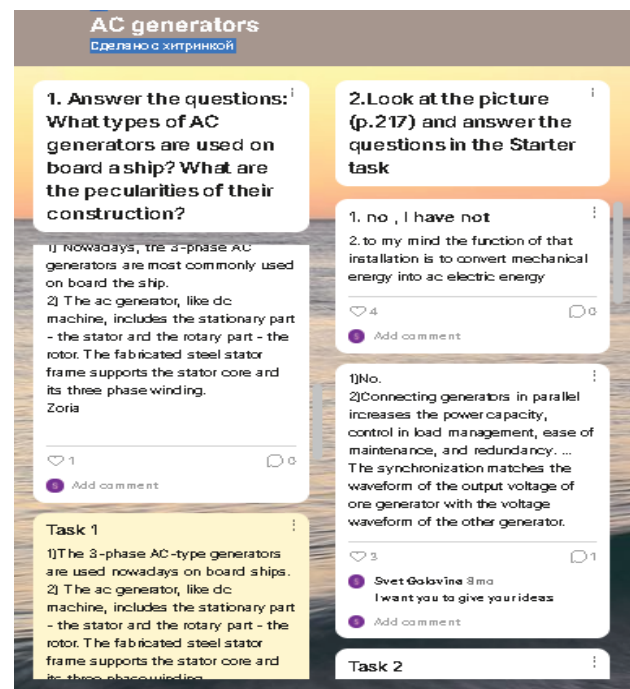 AC generators
Сделано с хитринкой
1. Answer the questions:
What types of AC
generators are used on
board a ship? What are
the pecularities of their
construction?
1) Nowadays, the 3-phase AC
generators are most commonly used
on board the ship.
2) The ac generator, like dc
machine, includes the stationary part
- the stator and the rotary part - the
rotor. The fabricated steel stator
frame supports the stator core and
its three phase winding.
Zoria
1
0
Add comment
Task 1
1)The 3-phase AC-type generators
are used nowadays on board ships.
2) The ac generator, like dc
machine, includes the stationary part
- the stator and the rotary part - the
rotor. The fabricated steel stator
frame supports the stator core and
its three phase winding
2.Look at the picture
(p.217) and answer the
questions in the Starter
task
1. no , I have not
2. to my mind the function of that
installation is to convert mechanical
energy into ac electric energy
4
0
S Add comment
1)No.
2)Connecting generators in parallel
increases the power capacity,
control in load management, ease of
maintenance, and redundancy. ...
The synchronization matches the
waveform of the output voltage of
one generator with the voltage
waveform of the other generator.
3
1
Svet Golovina 8mo
I want you to give your ideas
Add comment
Task 2